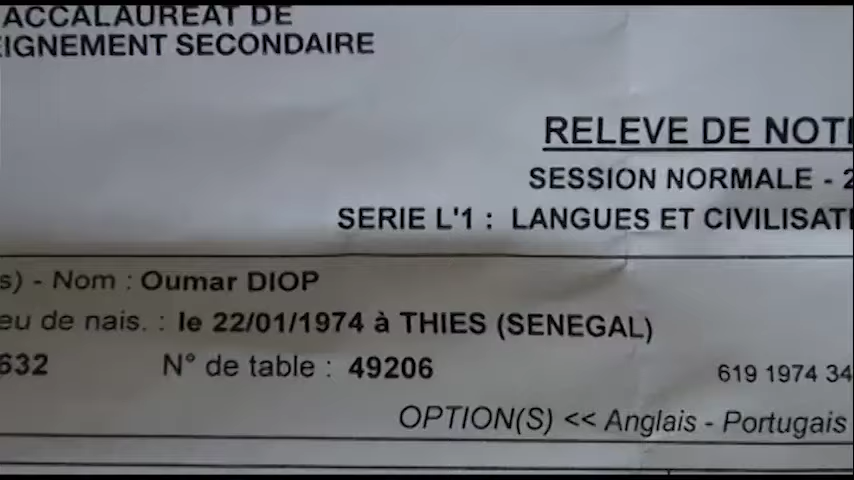 ACCALAUREAT DE
EIGNEMENT SECONDAIRE
RELEVE DE NOT
SESSION NORMALE - 2
SERIE L'1 : LANGUES ET CIVILISATI
s) - Nom : Oumar DIOP
eu de nais. : le 22/01/1974 à THIES (SENEGAL)
632 N° de table : 49206 619 1974 34
OPTION(S) << Anglais - Portugais